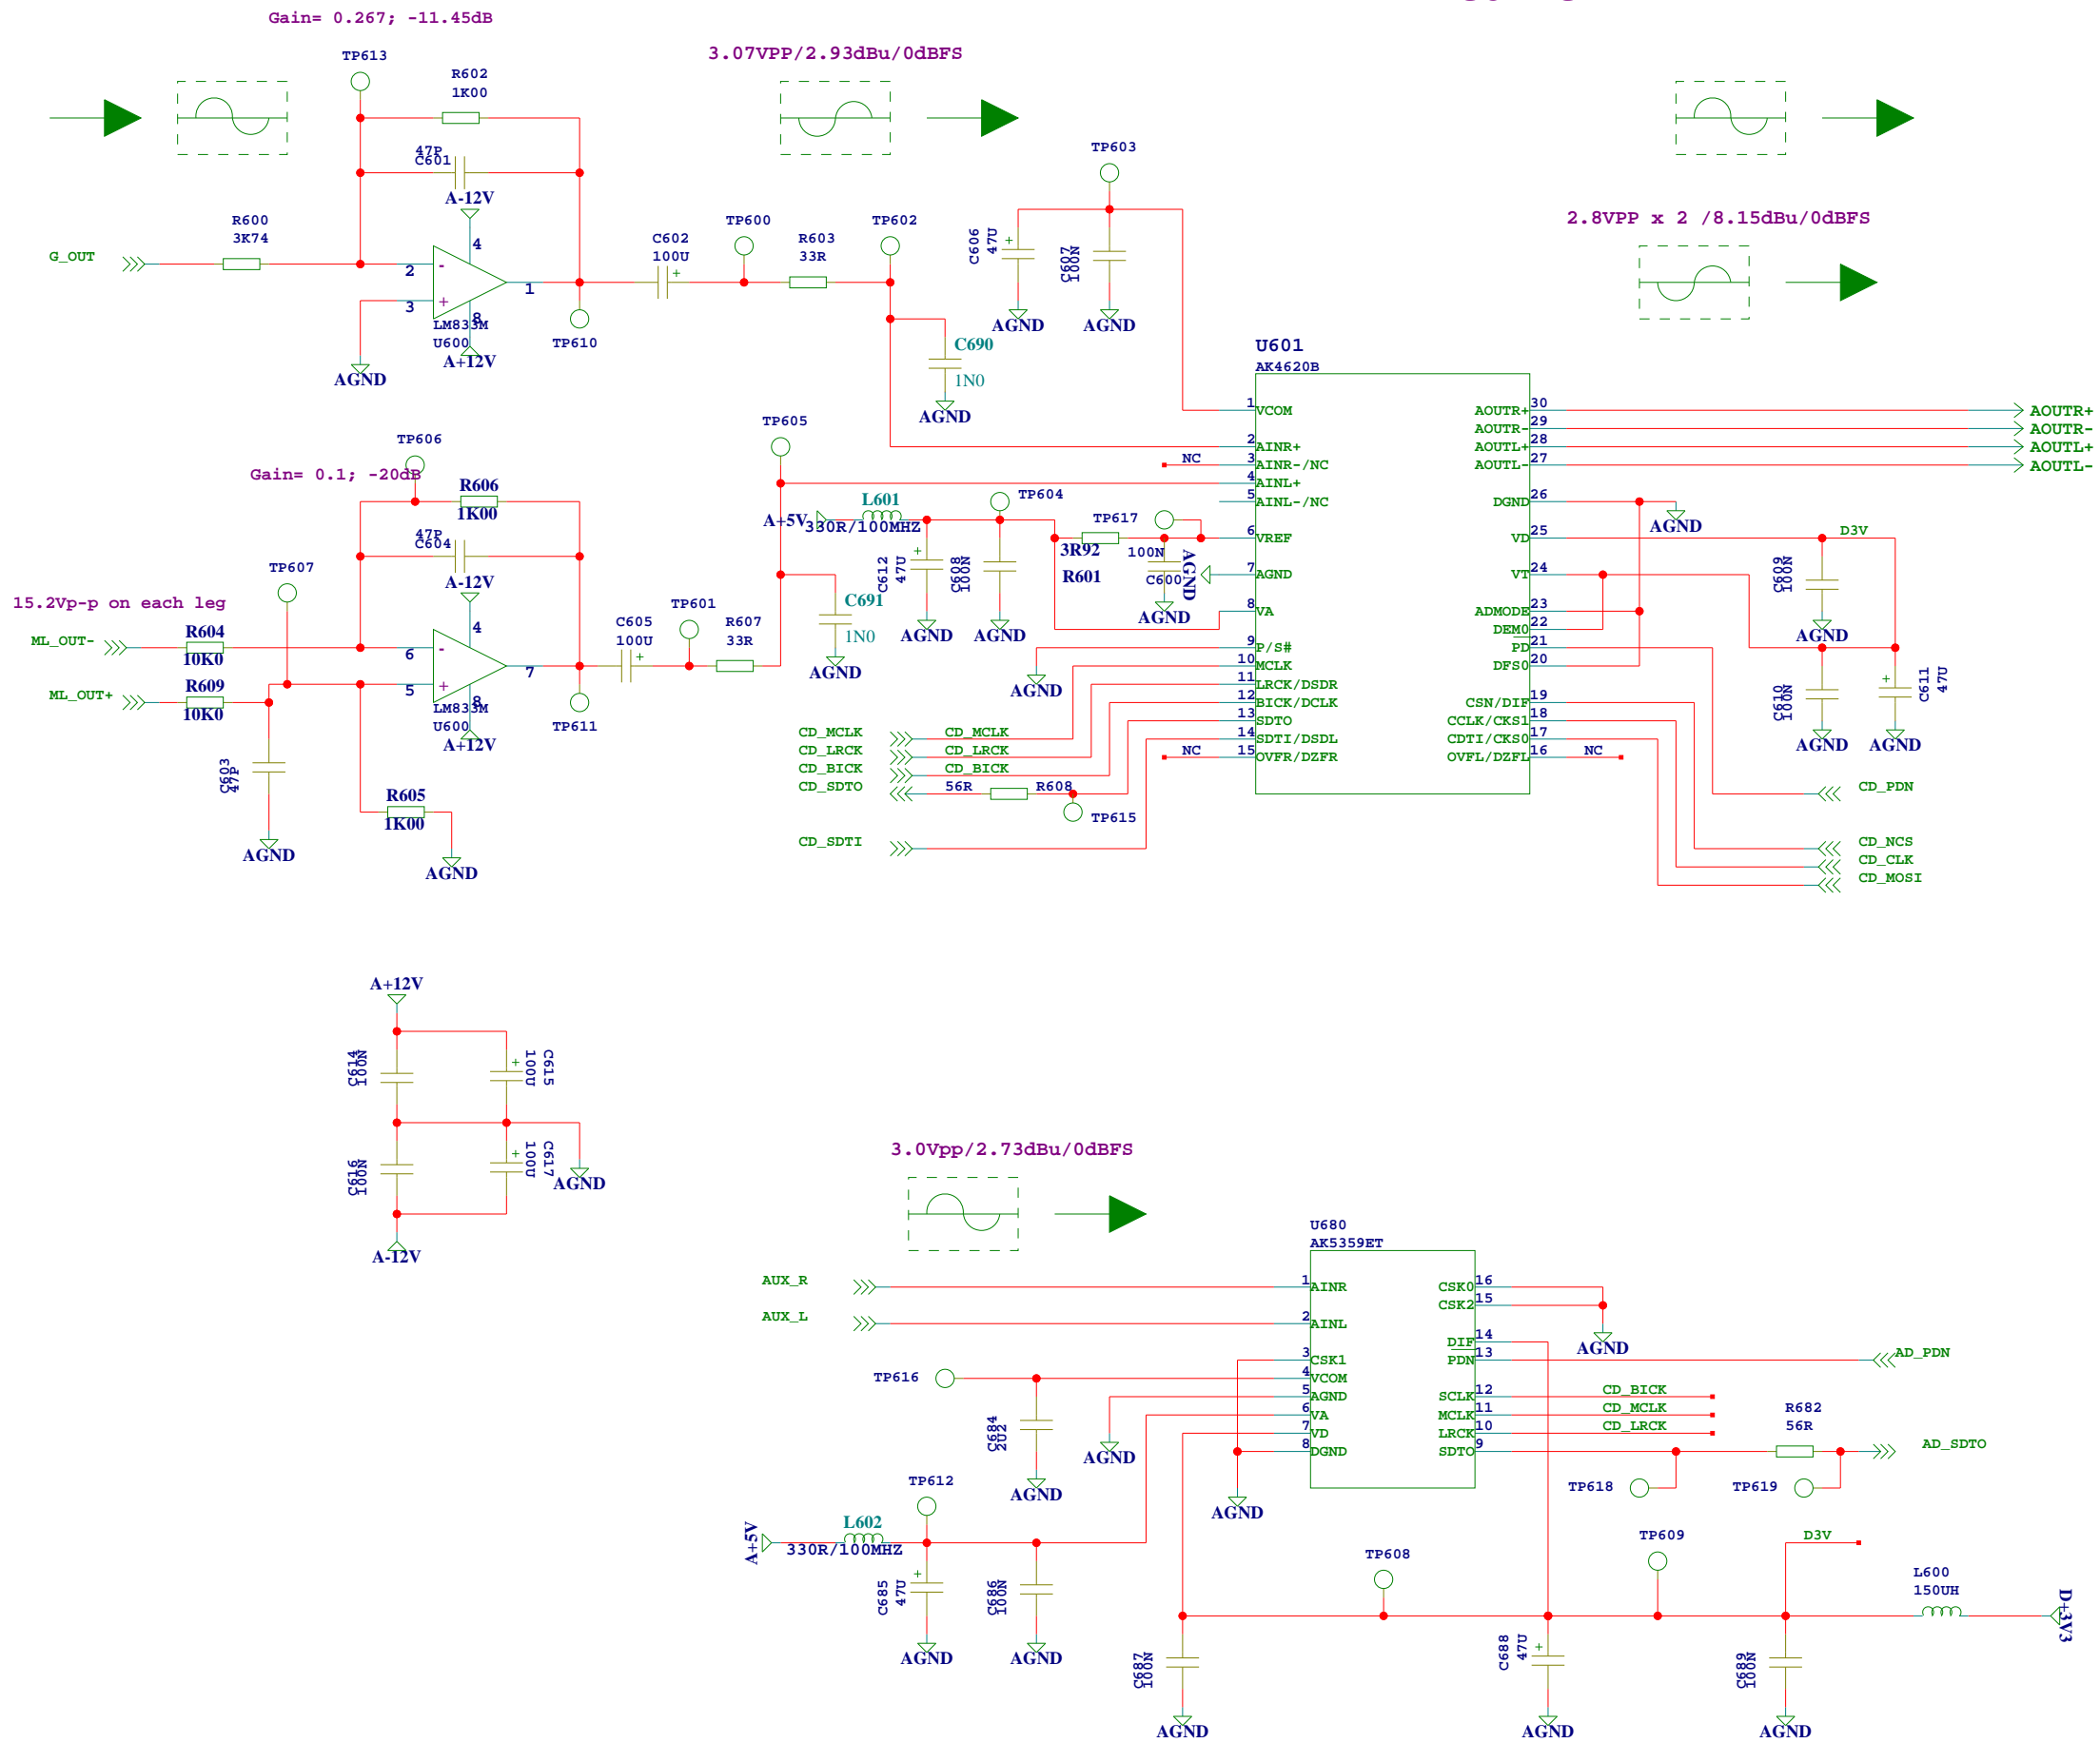 Gain= 0.267; -11.45dB
TP613
R602
1K00
3.07VPP/2.93dBu/0dBFS
47P
C601
A-12V
TP603
R600
3K74
G_OUT
4
2
3
1
8
LM833M
U600
A+12V
AGND
TP610
C602
100U
+
TP600
R603
33R
TP602
C606
47U
+
C607
100N
AGND
AGND
2.8VPP x 2 /8.15dBu/0dBFS
C690
1N0
AGND
U601
AK4620B
1 VCOM
2 AINR+
3 AINR-/NC
4 AINL+
5 AINL-/NC
6 VREF
7 AGND
8 VA
9 P/S#
10 MCLK
11 LRCK/DSDR
12 BICK/DCLK
13 SDTO
14 SDTI/DSDL
15 OVFR/DZFR
AOUTR+ 30
AOUTR- 29
AOUTL+ 28
AOUTL- 27
DGND 26
VD 25
VT 24
ADMODE 23
DEM0 22
PD 21
DFS0 20
CSN/DIF 19
CCLK/CKS1 18
CDTI/CKS0 17
OVFL/DZFL 16
NC
NC
NC
AOUTR+
AOUTR-
AOUTL+
AOUTL-
AGND
D3V
C609
100N
AGND
C610
100N
AGND
C611
47U
+
AGND
CD_PDN
CD_NCS
CD_CLK
CD_MOSI
TP606
Gain= 0.1; -20dB
R606
1K00
47P
C604
A-12V
TP607
15.2Vp-p on each leg
ML_OUT-
R604
10K0
ML_OUT+
R609
10K0
4
6
5
7
8
LM833M
U600
A+12V
TP611
C603
47P
AGND
R605
1K00
AGND
C605
100U
+
TP601
R607
33R
TP605
C691
1N0
AGND
A+5V
L601
330R/100MHZ
TP604
C612
47U
+
AGND
C608
100N
AGND
TP617
3R92
R601
100N
C600
AGND
AGND
AGND
CD_MCLK
CD_LRCK
CD_BICK
CD_SDTO
CD_SDTI
CD_MCLK
CD_LRCK
CD_BICK
56R
R608
TP615
A+12V
C614
100N
C615
100U
+
C616
100N
C617
100U
+
AGND
A-12V
3.0Vpp/2.73dBu/0dBFS
U680
AK5359ET
AUX_R
AUX_L
1 AINR
2 AINL
3 CSK1
4 VCOM
5 AGND
6 VA
7 VD
8 DGND
CSK0 16
CSK2 15
DIF 14
PDN 13
SCLK 12
MCLK 11
LRCK 10
SDTO 9
AGND
AD_PDN
CD_BICK
CD_MCLK
CD_LRCK
R682
56R
AD_SDTO
TP618
TP619
TP616
C684
2U2
AGND
AGND
AGND
TP612
A+5V
L602
330R/100MHZ
C685
47U
+
AGND
C686
100N
AGND
TP608
TP609
D3V
L600
150UH
D+3V3
C687
100N
AGND
C688
47U
+
AGND
C689
100N
AGND